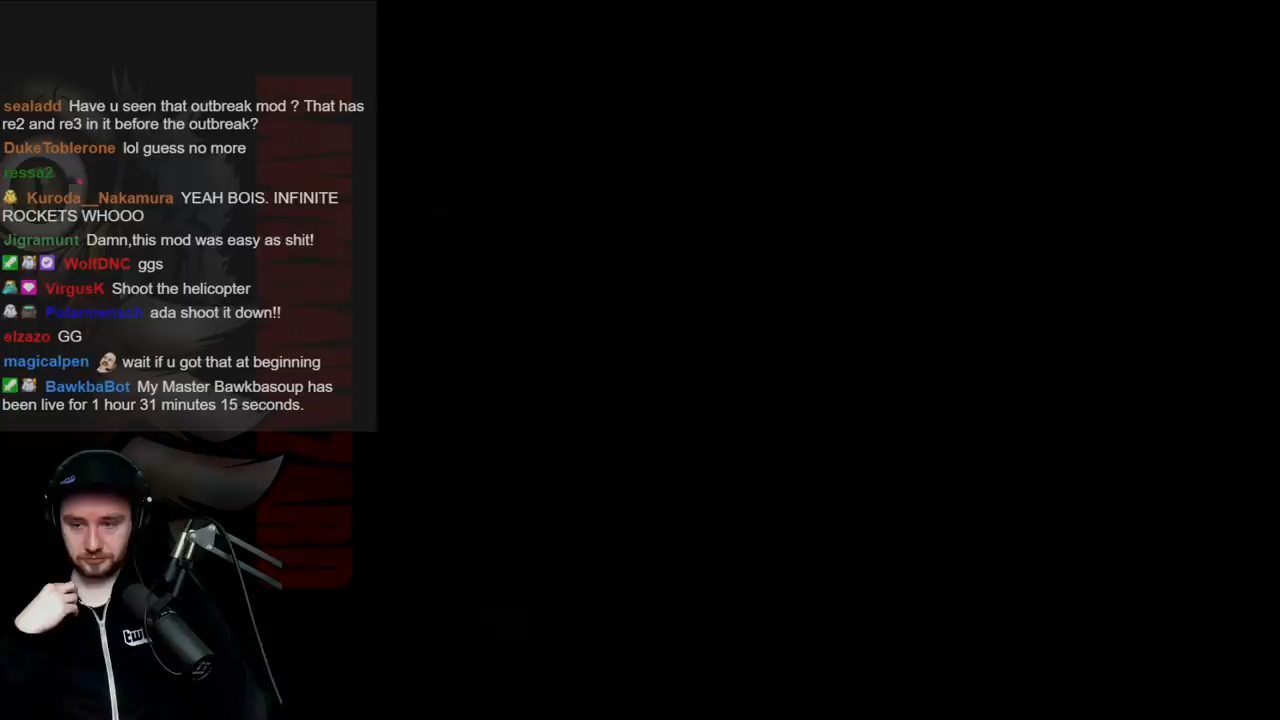 sealadd Have u seen that outbreak mod ? That has
re2 and re3 in it before the outbreak?
DukeToblerone lol guess no more
ressa2
Kuroda__Nakamura YEAH BOIS. INFINITE
ROCKETS WHOOO
Jigramunt Damn,this mod was easy as shit!
WolfDNC ggs
VirgusK Shoot the helicopter
Potarmensch ada shoot it down!!
elzazo GG
magicalpen wait if u got that at beginning
BawkbaBot My Master Bawkbasoup has
been live for 1 hour 31 minutes 15 seconds.